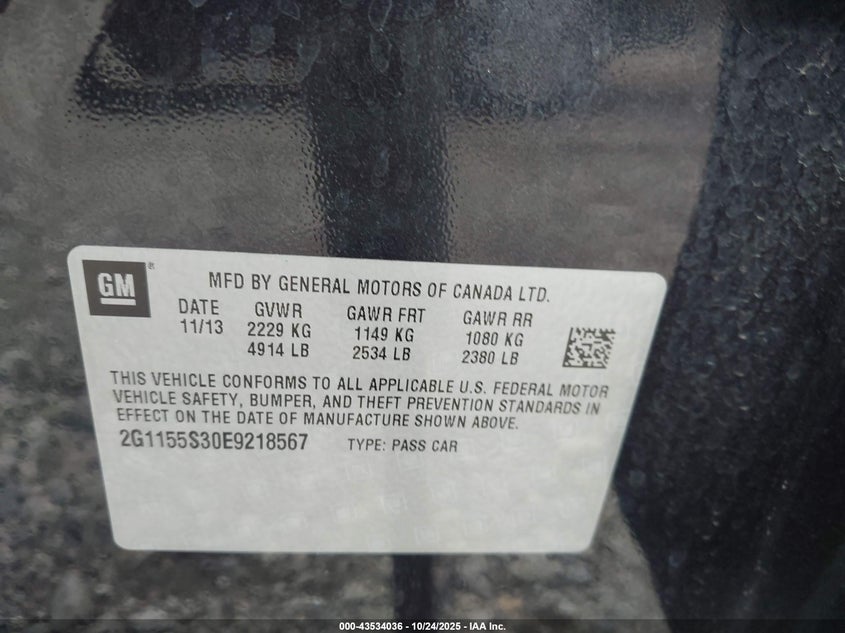 GM®
MFD BY GENERAL MOTORS OF CANADA LTD.
DATE GVWR GAWR FRT GAWR RR
11/13 2229 KG 1149 KG 1080 KG
4914 LB 2534 LB 2380 LB
THIS VEHICLE CONFORMS TO ALL APPLICABLE U.S. FEDERAL MOTOR
VEHICLE SAFETY, BUMPER, AND THEFT PREVENTION STANDARDS IN
EFFECT ON THE DATE OF MANUFACTURE SHOWN ABOVE.
2G1155S30E9218567 TYPE: PASS CAR
000-43534036 - 10/24/2025 - IAA Inc.